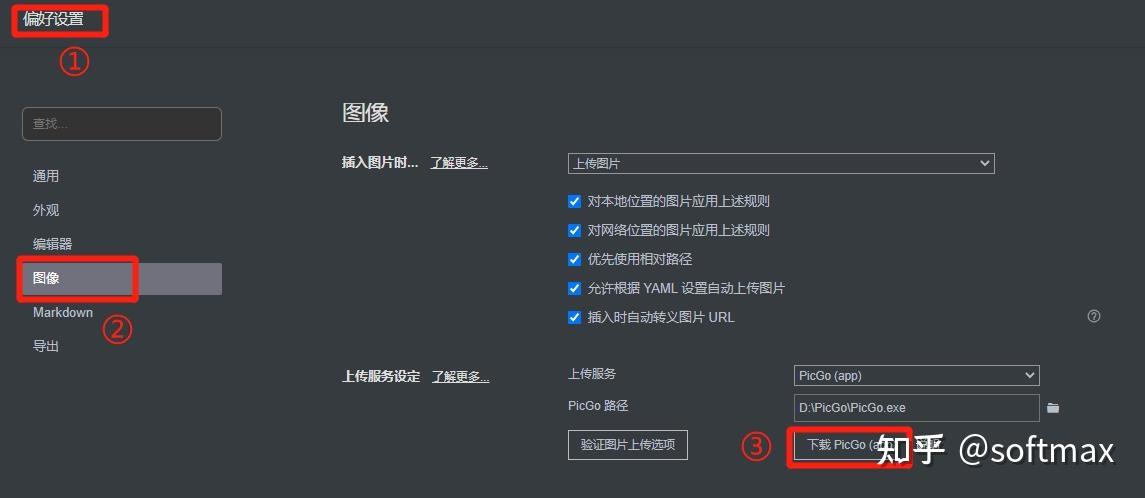 偏好设置
①
查找...
图像
插入图片时... 了解更多... 上传图片
通用
对本地位置的图片应用上述规则
外观
对网络位置的图片应用上述规则
编辑器
优先使用相对路径
图像
允许根据 YAML 设置自动上传图片
Markdown
插入时自动转义图片 URL
②
导出
上传服务设定 了解更多... 上传服务 PicGo (app)
PicGo 路径 D:\PicGo\PicGo.exe
验证图片上传选项 ③ 下载 PicGo
知乎 @softmax